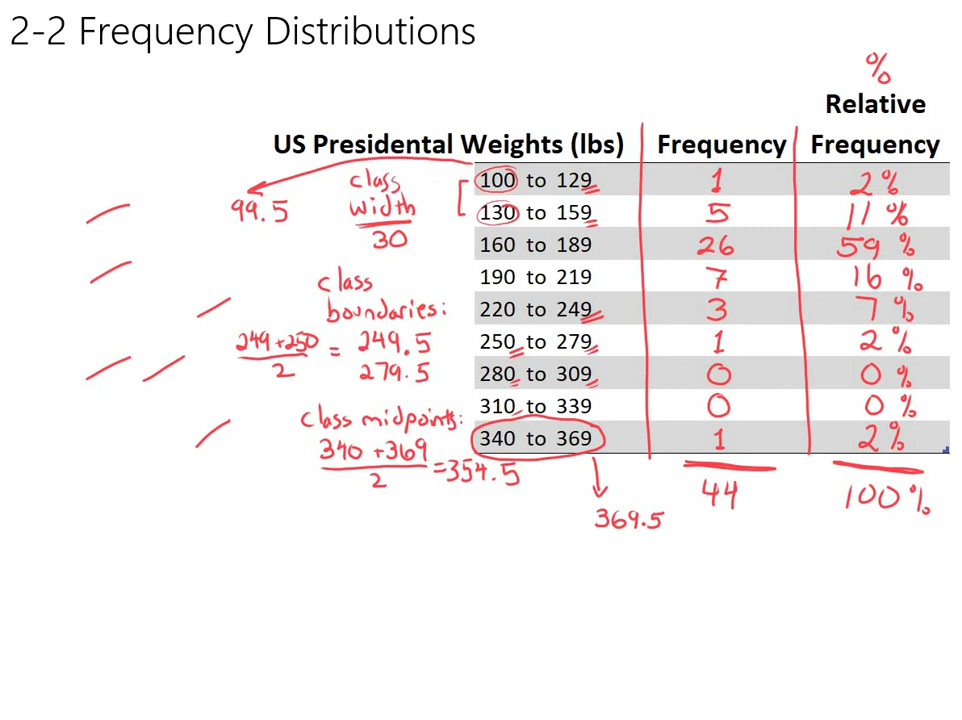 2-2 Frequency Distributions
%
Relative
US Presidental Weights (lbs) Frequency Frequency
100 to 129 1 2%
130 to 159 5 11%
160 to 189 26 59%
190 to 219 7 16%
220 to 249 3 7%
250 to 279 1 2%
280 to 309 0 0%
310 to 339 0 0%
340 to 369 1 2%
44 100%
99.5
class
width
30
class
boundaries:
249+250 / 2 = 249.5
279.5
class midpoints:
340+369 / 2 =354.5
369.5